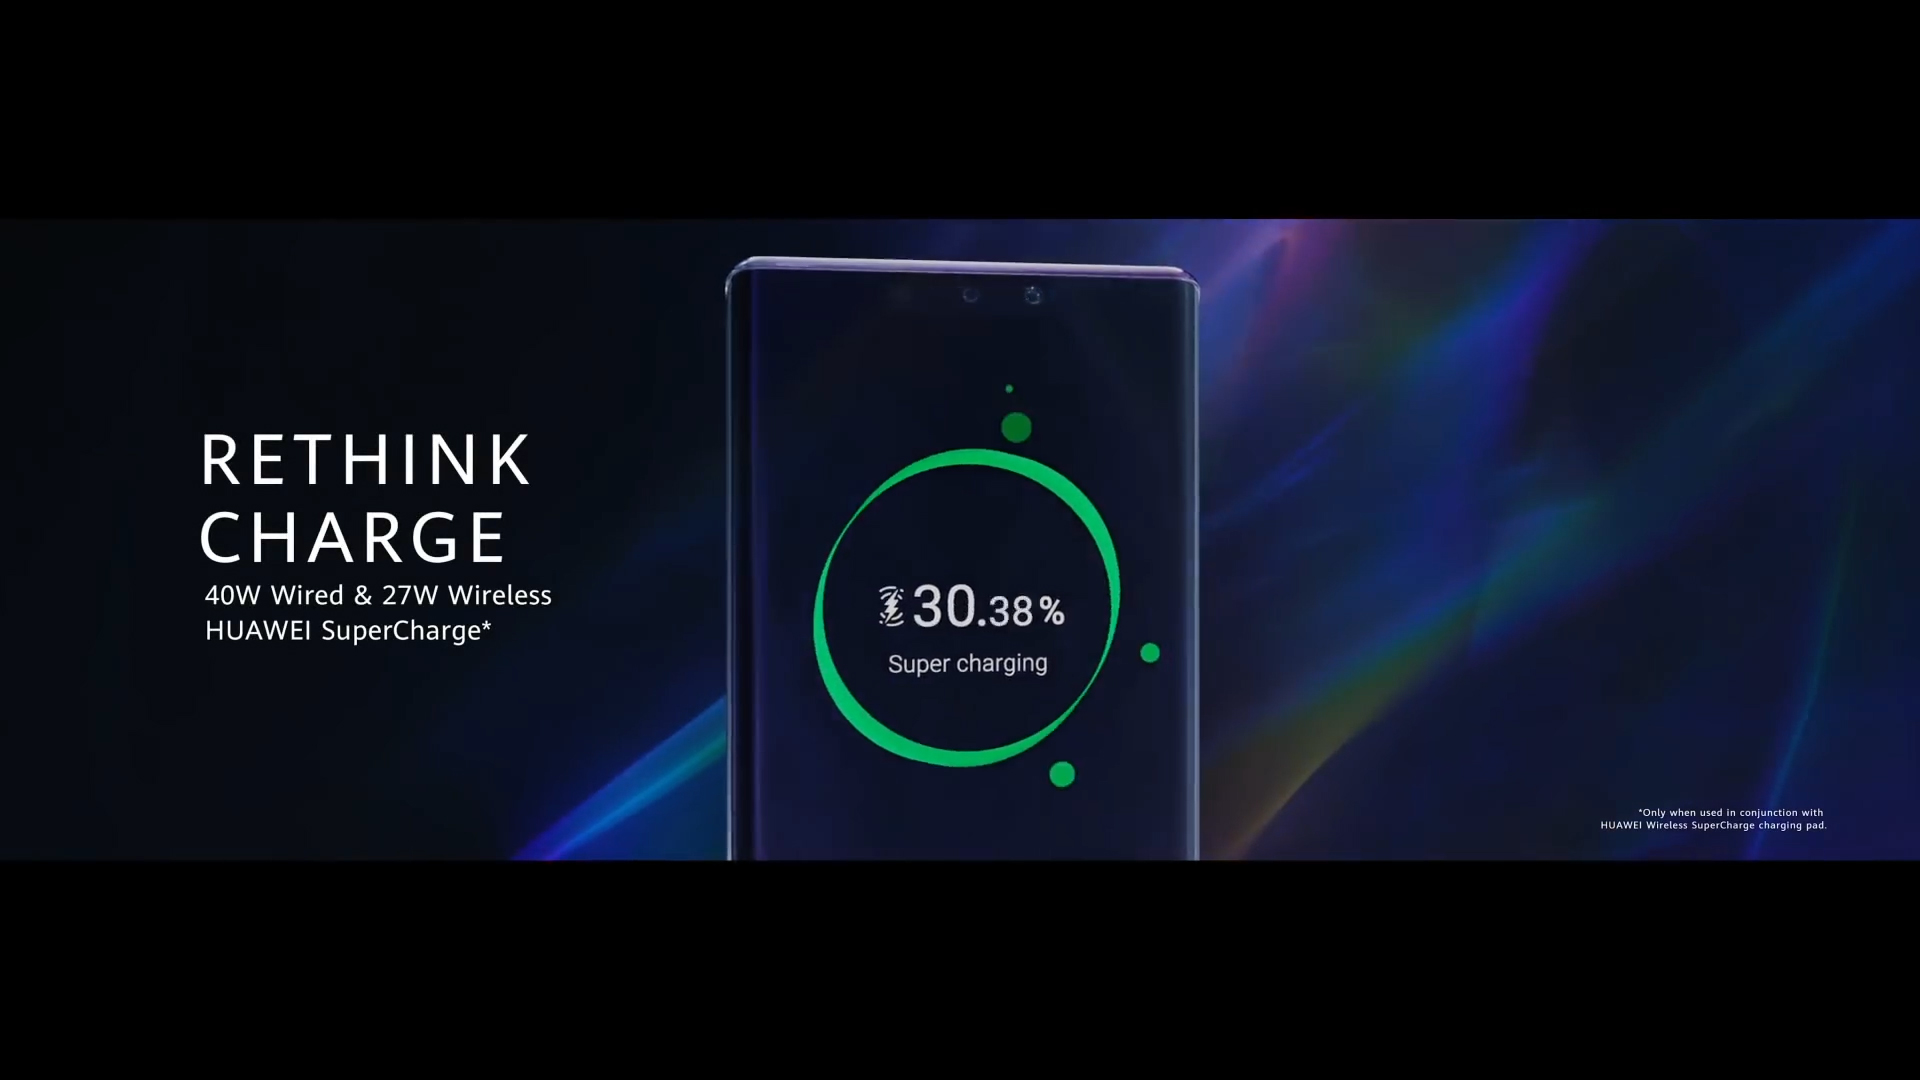 RETHINK
CHARGE
40W Wired & 27W Wireless
HUAWEI SuperCharge*
30.38%
Super charging
*Only when used in conjunction with
HUAWEI Wireless SuperCharge charging pad.